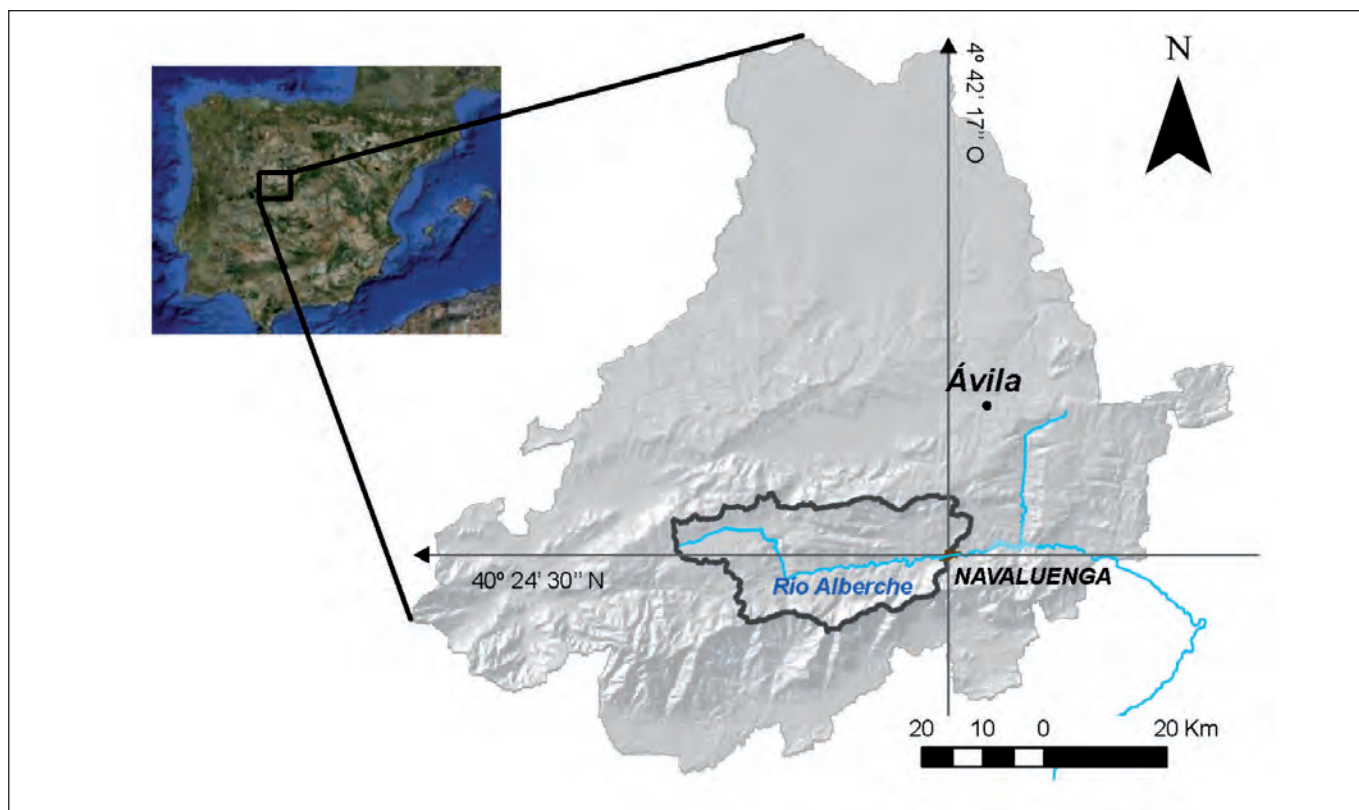 N
4º 42' 17'' O
Ávila
40º 24' 30'' N
Río Alberche
NAVALUENGA
20 10 0 20 Km